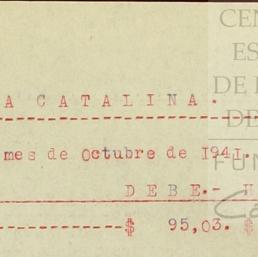 A CATALINA.
mes de Octubre de 1941.
DEBE.- H
$ 95,03. $
CEN
ES
DE
DE
FUN